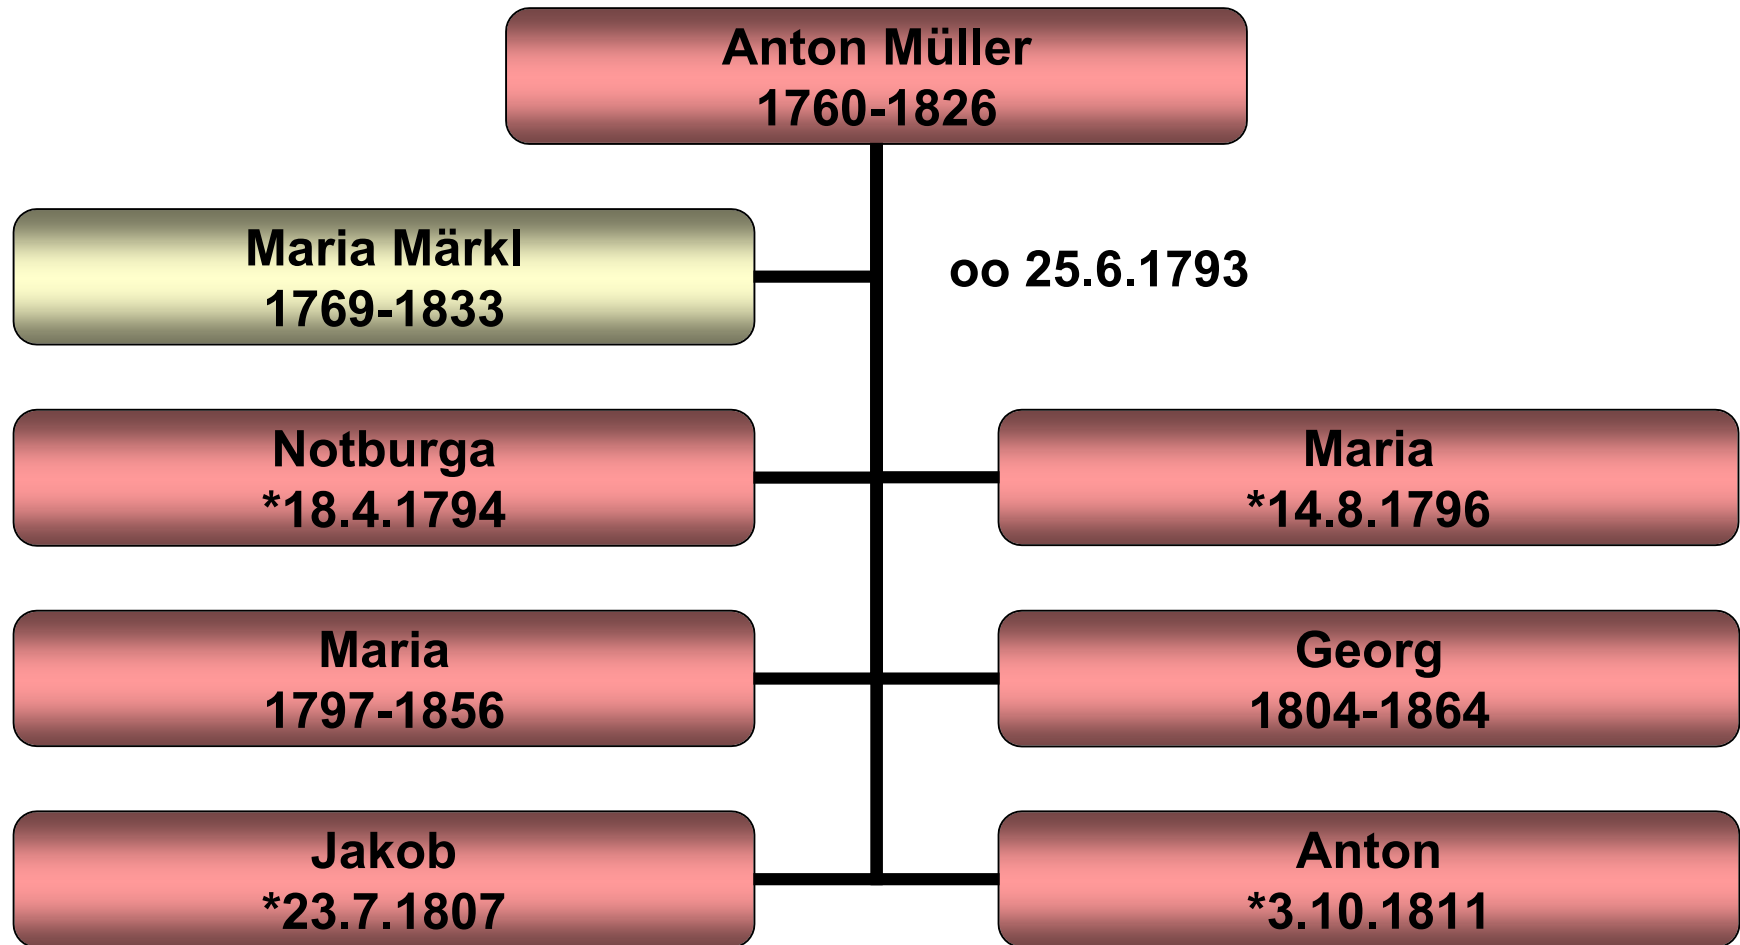 Anton Müller
1760-1826
Maria Märkl
1769-1833
oo 25.6.1793
Notburga
*18.4.1794
Maria
*14.8.1796
Maria
1797-1856
Georg
1804-1864
Jakob
*23.7.1807
Anton
*3.10.1811